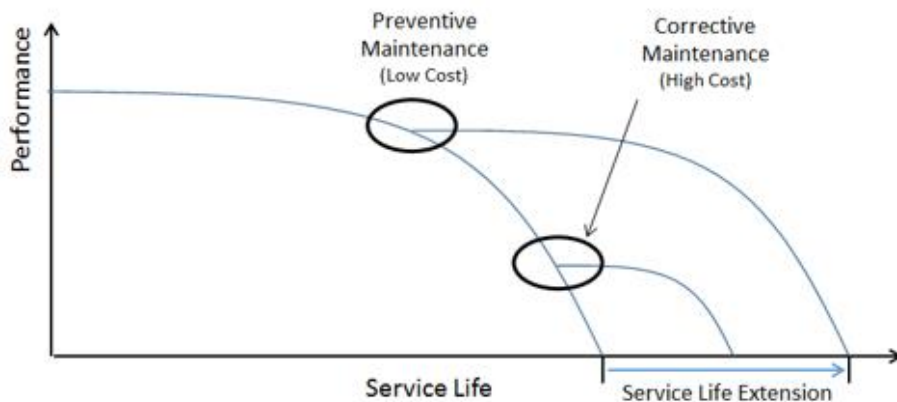 Preventive
Maintenance
(Low Cost)
Corrective
Maintenance
(High Cost)
Performance
Service Life
Service Life Extension